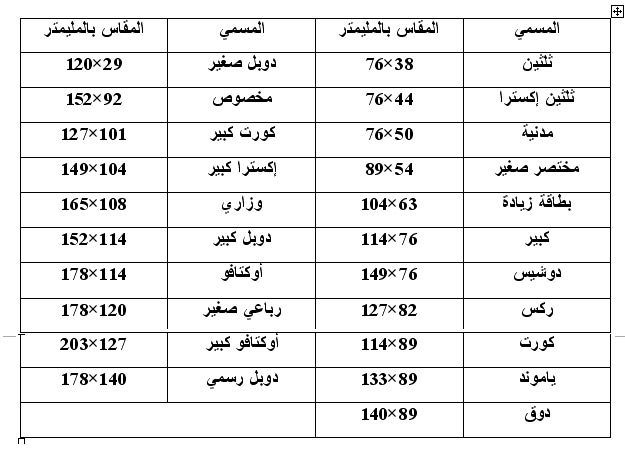 المسمي المقاس بالمليمتر المسمي المقاس بالمليمتر
ثلثين 38×76 دوبل صغير 29×120
ثلثين إكسترا 44×76 مخصوص 92×152
مدنية 50×76 كورت كبير 101×127
مختصر صغير 54×89 إكسترا كبير 104×149
بطاقة زيادة 63×104 وزاري 108×165
كبير 76×114 دوبل كبير 114×152
دوشيس 76×149 أوكتافو 114×178
ركس 82×127 رباعي صغير 120×178
كورت 89×114 أوكتافو كبير 127×203
ياموند 89×133 دوبل رسمي 140×178
دوق 89×140